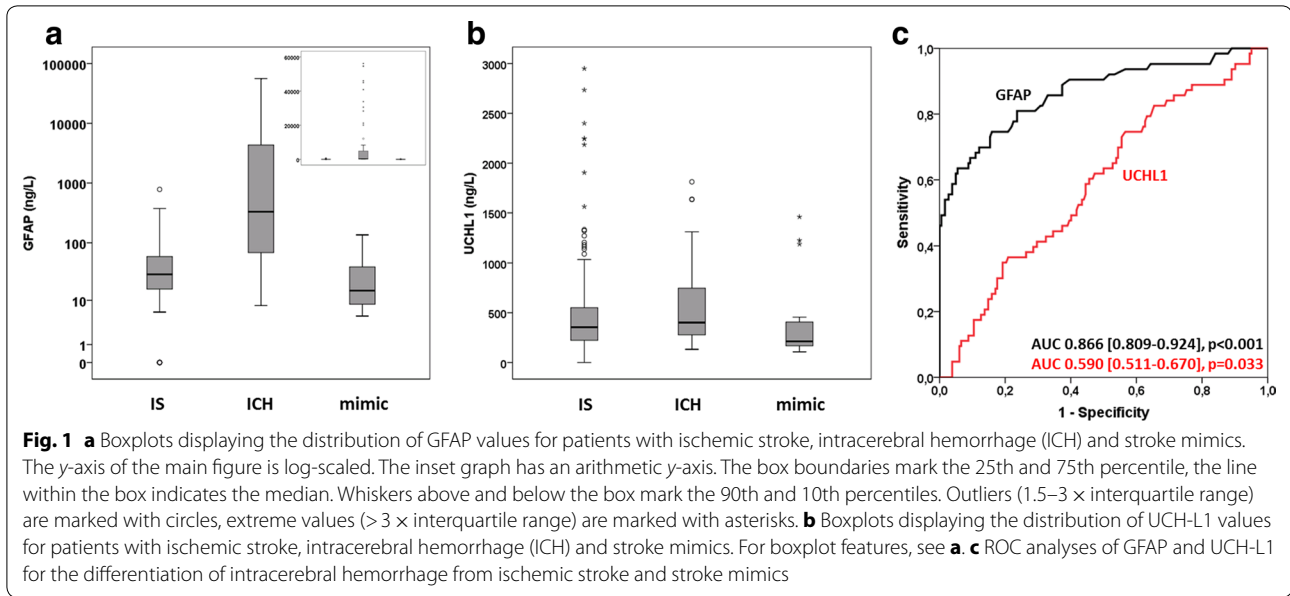 a
100000
10000
1000
100
10
1
0
GFAP (ng/L)
60000
40000
20000
0
IS ICH mimic
b
3000
2500
2000
1500
1000
500
0
UCHL1 (ng/L)
IS ICH mimic
c
1,0
0,8
0,6
0,4
0,2
0,0
Sensitivity
GFAP
UCHL1
AUC 0.866 [0.809-0.924], p<0.001
AUC 0.590 [0.511-0.670], p=0.033
0,0 0,2 0,4 0,6 0,8 1,0
1 - Specificity
Fig. 1 a Boxplots displaying the distribution of GFAP values for patients with ischemic stroke, intracerebral hemorrhage (ICH) and stroke mimics.
The y-axis of the main figure is log-scaled. The inset graph has an arithmetic y-axis. The box boundaries mark the 25th and 75th percentile, the line
within the box indicates the median. Whiskers above and below the box mark the 90th and 10th percentiles. Outliers (1.5–3 × interquartile range)
are marked with circles, extreme values (> 3 × interquartile range) are marked with asterisks. b Boxplots displaying the distribution of UCH-L1 values
for patients with ischemic stroke, intracerebral hemorrhage (ICH) and stroke mimics. For boxplot features, see a. c ROC analyses of GFAP and UCH-L1
for the differentiation of intracerebral hemorrhage from ischemic stroke and stroke mimics